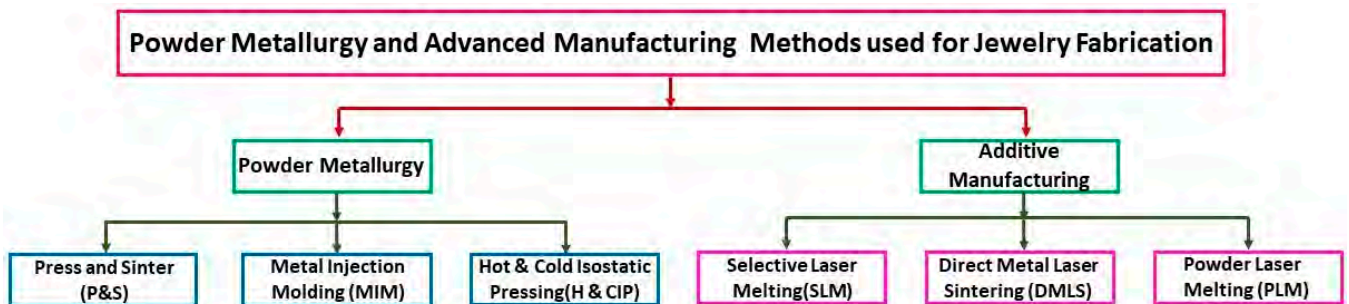 Powder Metallurgy and Advanced Manufacturing Methods used for Jewelry Fabrication
Powder Metallurgy
Additive
Manufacturing
Press and Sinter
(P&S)
Metal Injection
Molding (MIM)
Hot & Cold Isostatic
Pressing(H & CIP)
Selective Laser
Melting(SLM)
Direct Metal Laser
Sintering (DMLS)
Powder Laser
Melting (PLM)